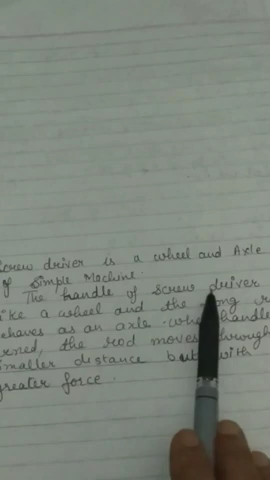 screw driver is a wheel and Axle
of Simple Machine.
The handle of screw driver
like a wheel and the long
behaves as an axle. handle
the rod moves through
smaller distance but with
greater force.